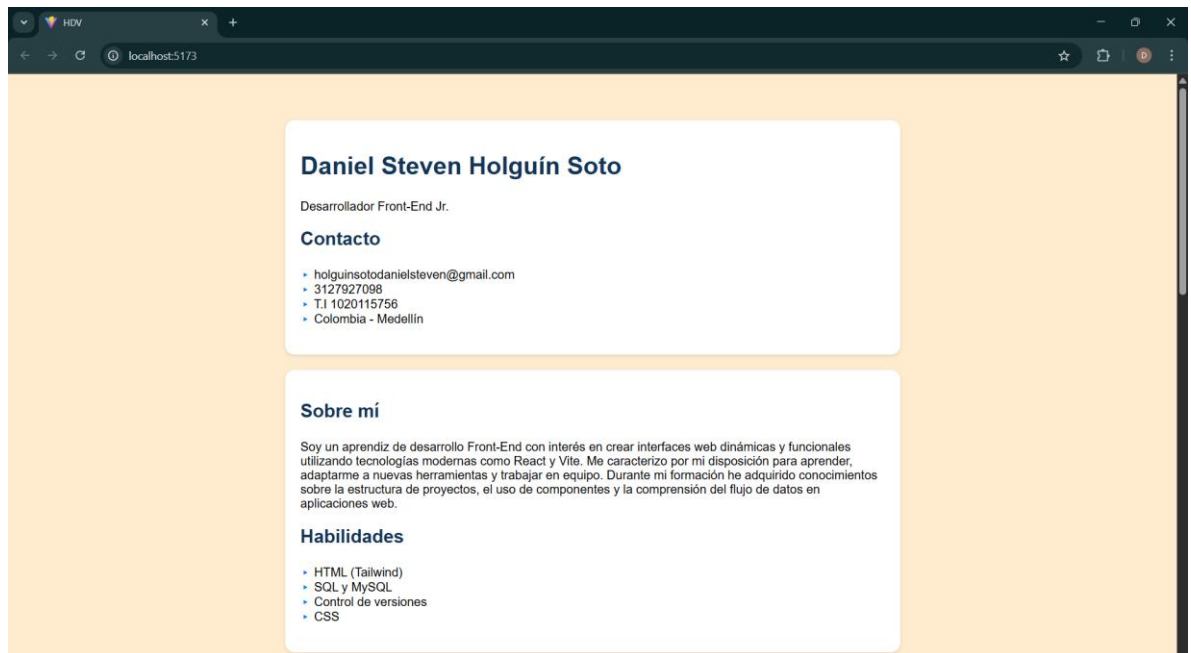 HDV
localhost:5173
D
Daniel Steven Holguín Soto
Desarrollador Front-End Jr.
Contacto
holguinsotodanielsteven@gmail.com
3127927098
T.I 1020115756
Colombia - Medellín
Sobre mí
Soy un aprendiz de desarrollo Front-End con interés en crear interfaces web dinámicas y funcionales
utilizando tecnologías modernas como React y Vite. Me caracterizo por mi disposición para aprender,
adaptarme a nuevas herramientas y trabajar en equipo. Durante mi formación he adquirido conocimientos
sobre la estructura de proyectos, el uso de componentes y la comprensión del flujo de datos en
aplicaciones web.
Habilidades
HTML (Tailwind)
SQL y MySQL
Control de versiones
CSS